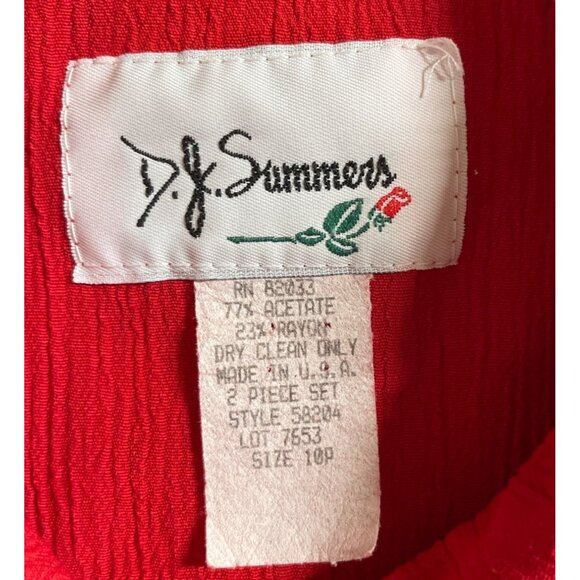 D.J. Summers
RN 82033
77% ACETATE
23% RAYON
DRY CLEAN ONLY
MADE IN U.S.A.
2 PIECE SET
STYLE 58204
LOT 7653
SIZE 10P